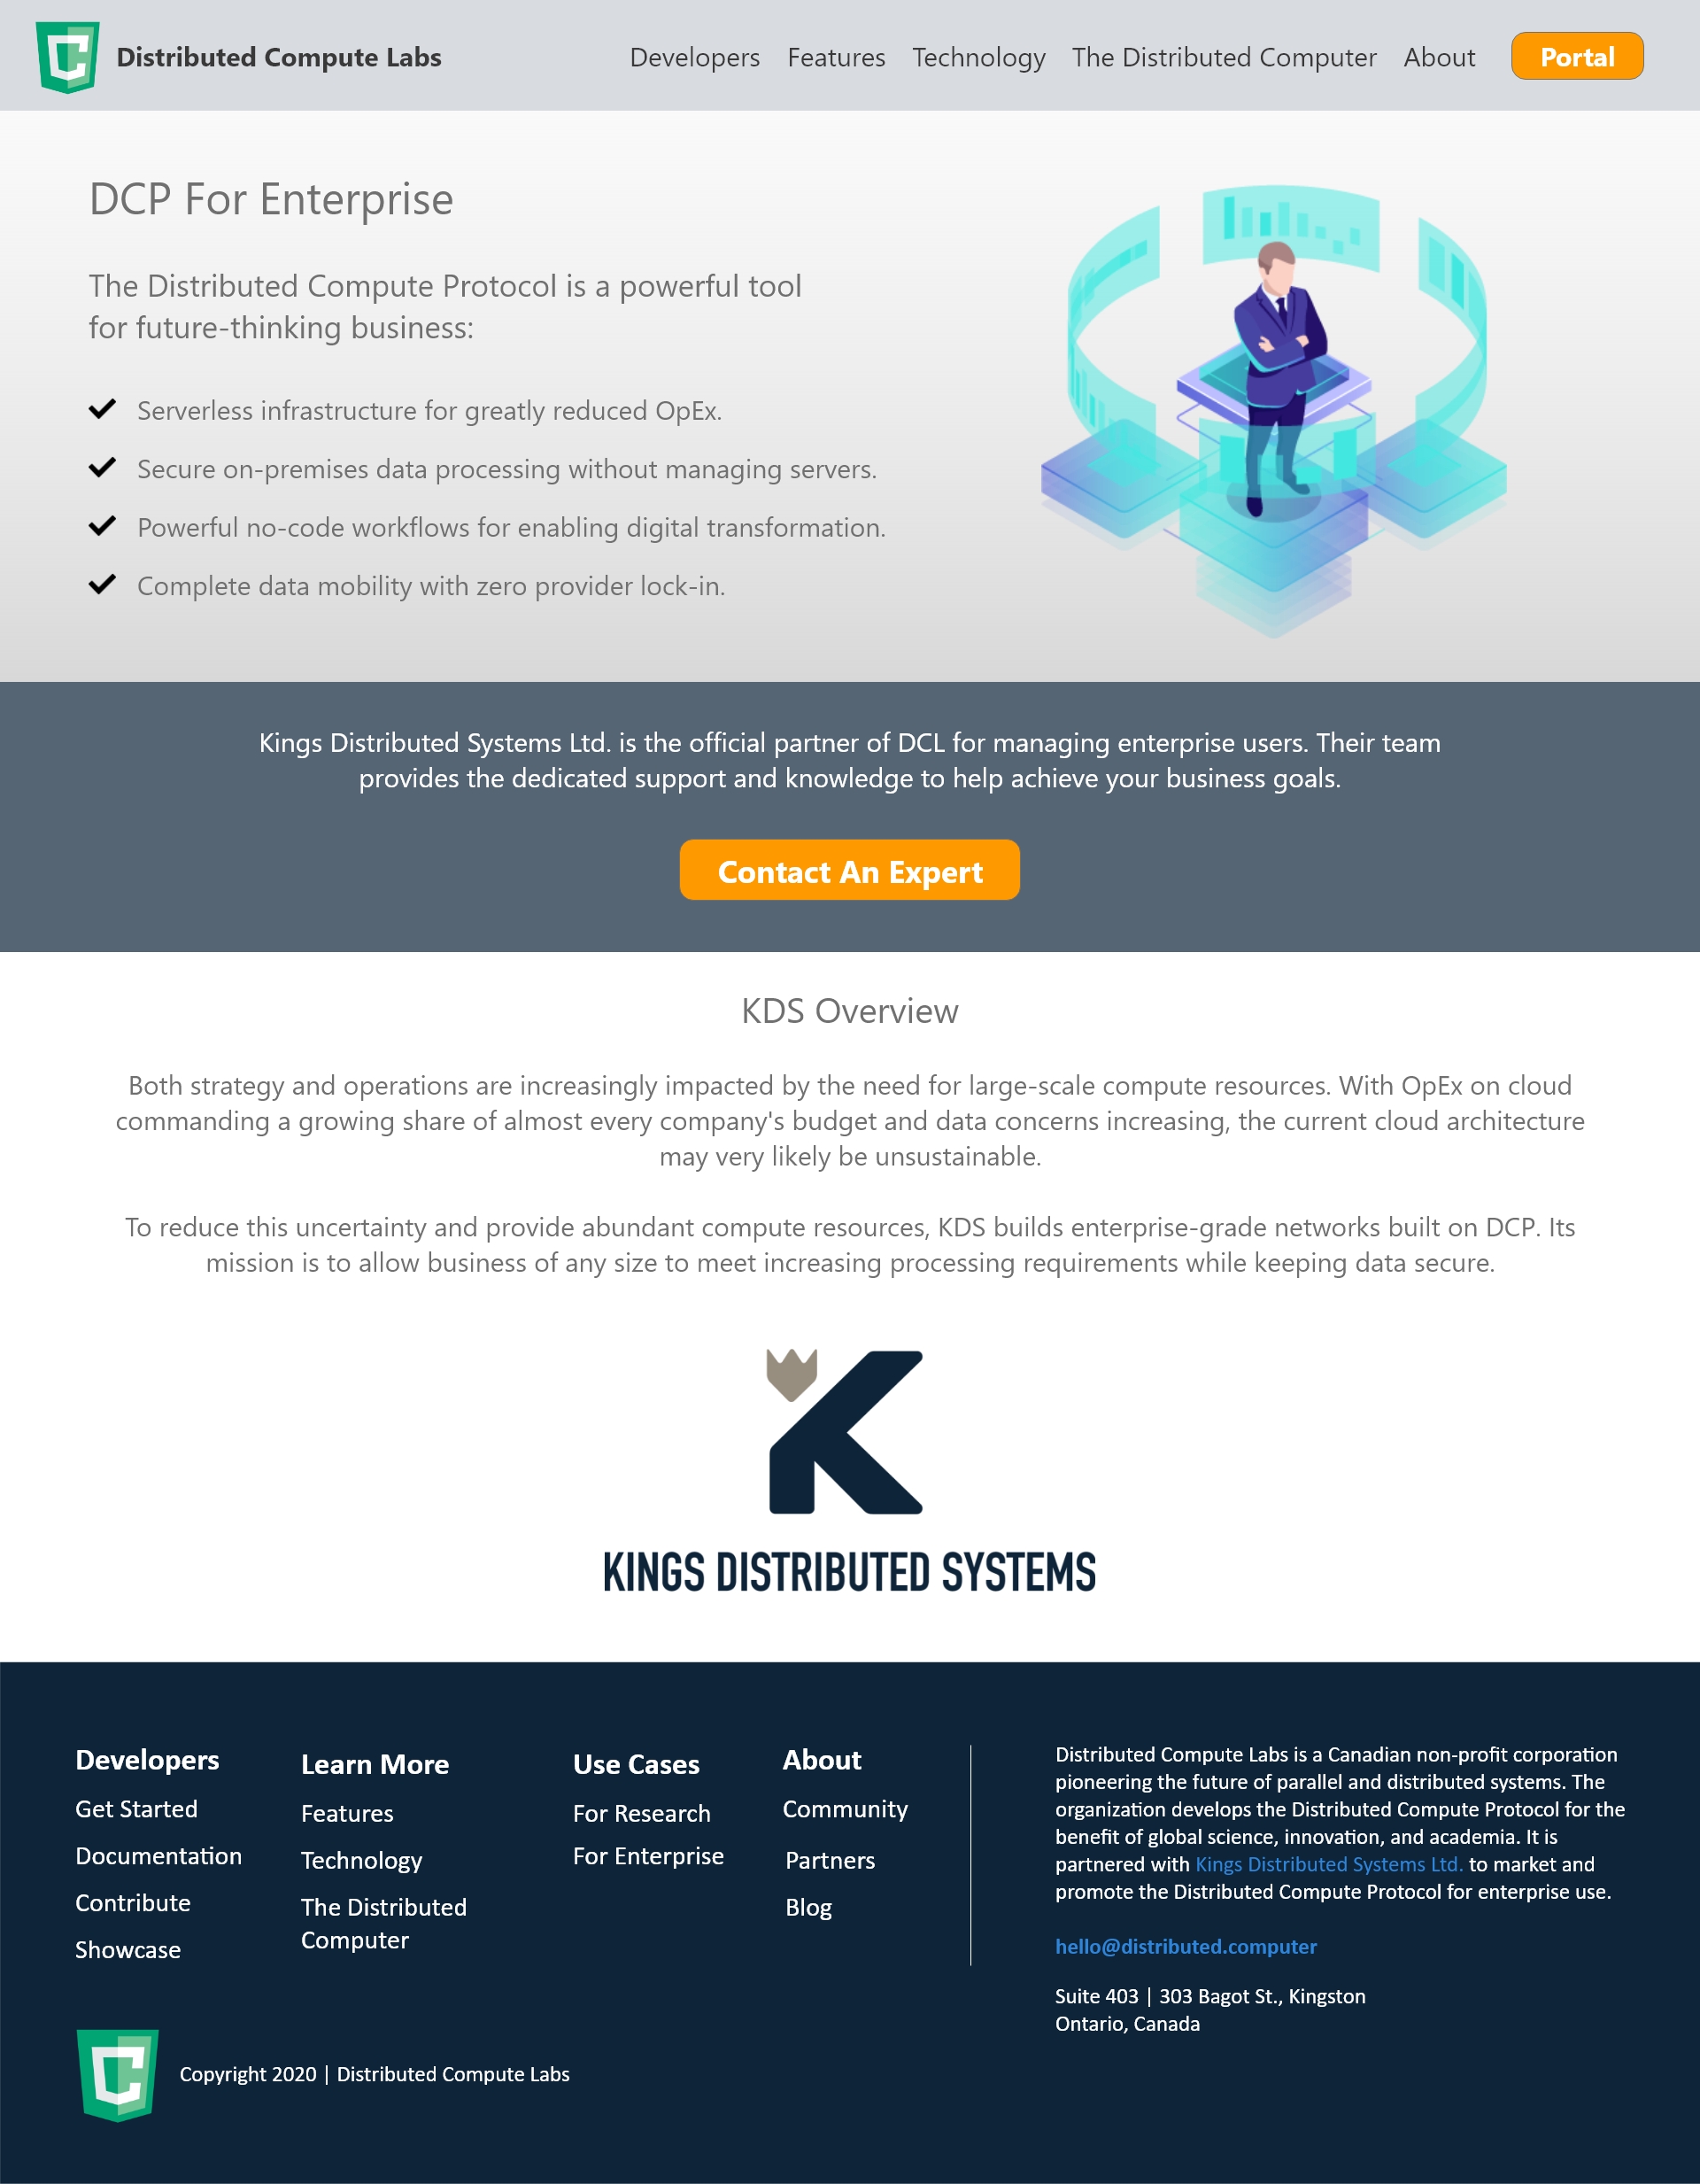 Distributed Compute Labs
Developers Features Technology The Distributed Computer About Portal
DCP For Enterprise
The Distributed Compute Protocol is a powerful tool
for future-thinking business:
Serverless infrastructure for greatly reduced OpEx.
Secure on-premises data processing without managing servers.
Powerful no-code workflows for enabling digital transformation.
Complete data mobility with zero provider lock-in.
Kings Distributed Systems Ltd. is the official partner of DCL for managing enterprise users. Their team
provides the dedicated support and knowledge to help achieve your business goals.
Contact An Expert
KDS Overview
Both strategy and operations are increasingly impacted by the need for large-scale compute resources. With OpEx on cloud
commanding a growing share of almost every company's budget and data concerns increasing, the current cloud architecture
may very likely be unsustainable.
To reduce this uncertainty and provide abundant compute resources, KDS builds enterprise-grade networks built on DCP. Its
mission is to allow business of any size to meet increasing processing requirements while keeping data secure.
KINGS DISTRIBUTED SYSTEMS
Developers
Get Started
Documentation
Contribute
Showcase
Learn More
Features
Technology
The Distributed
Computer
Use Cases
For Research
For Enterprise
About
Community
Partners
Blog
Distributed Compute Labs is a Canadian non-profit corporation
pioneering the future of parallel and distributed systems. The
organization develops the Distributed Compute Protocol for the
benefit of global science, innovation, and academia. It is
partnered with Kings Distributed Systems Ltd. to market and
promote the Distributed Compute Protocol for enterprise use.
hello@distributed.computer
Suite 403 | 303 Bagot St., Kingston
Ontario, Canada
Copyright 2020 | Distributed Compute Labs